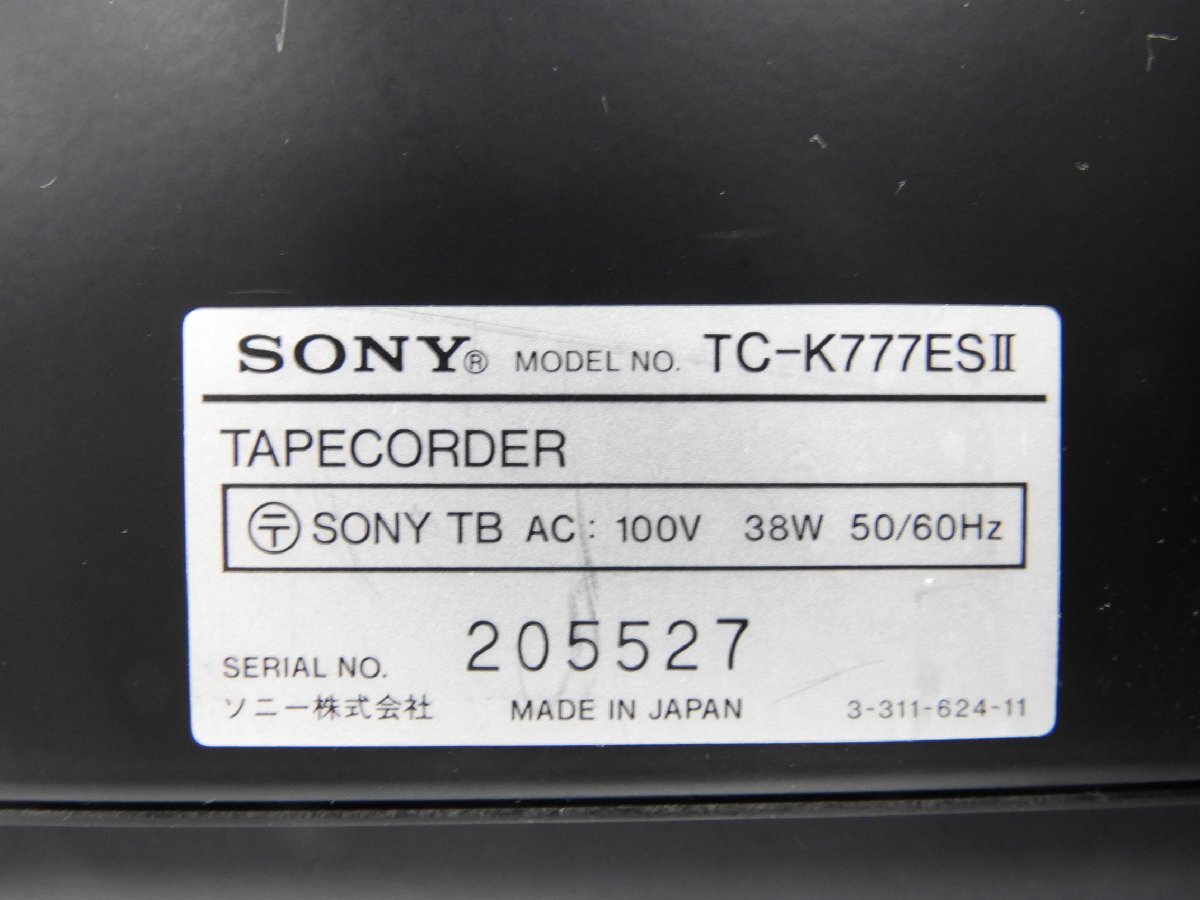 SONY® MODEL NO. TC-K777ESII
TAPECORDER
〒 SONY TB AC: 100V 38W 50/60Hz
SERIAL NO. 205527
ソニー株式会社 MADE IN JAPAN 3-311-624-11